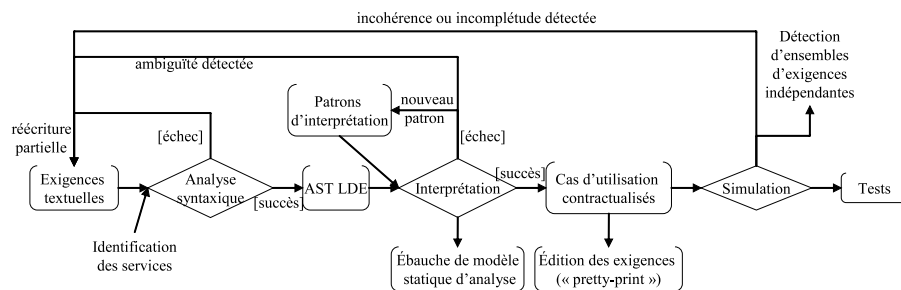 incohérence ou incomplétude détectée
Détection
d'ensembles
d'exigences
indépendantes
ambiguïté détectée
Patrons
d'interprétation
nouveau
patron
réécriture
partielle
[échec]
[échec]
Exigences
textuelles
Analyse
syntaxique
[succès]
AST LDE
Interprétation
[succès]
Cas d'utilisation
contractualisés
Simulation
Tests
Identification
des services
Ébauche de modèle
statique d'analyse
Édition des exigences
(« pretty-print »)